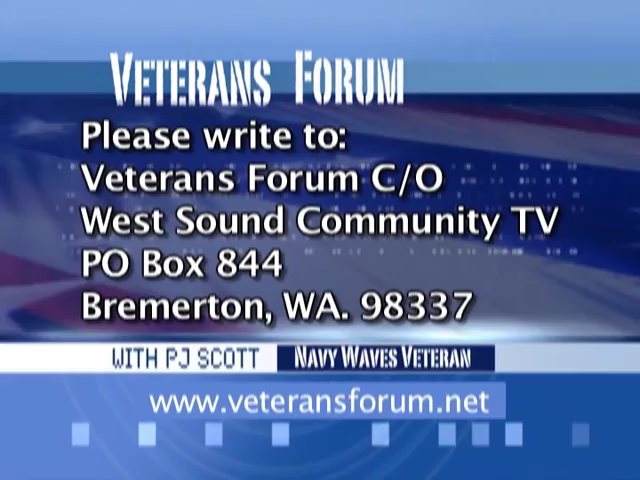 VETERANS FORUM
Please write to:
Veterans Forum C/O
West Sound Community TV
PO Box 844
Bremerton, WA. 98337
WITH PJ SCOTT NAVY WAVES VETERAN
www.veteransforum.net